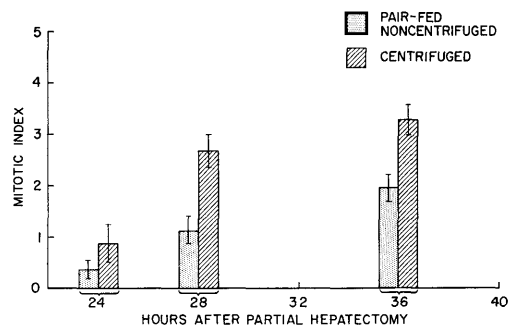 PAIR-FED
NONCENTRIFUGED
CENTRIFUGED
5
4
3
2
1
0
MITOTIC INDEX
24
28
32
36
40
HOURS AFTER PARTIAL HEPATECTOMY